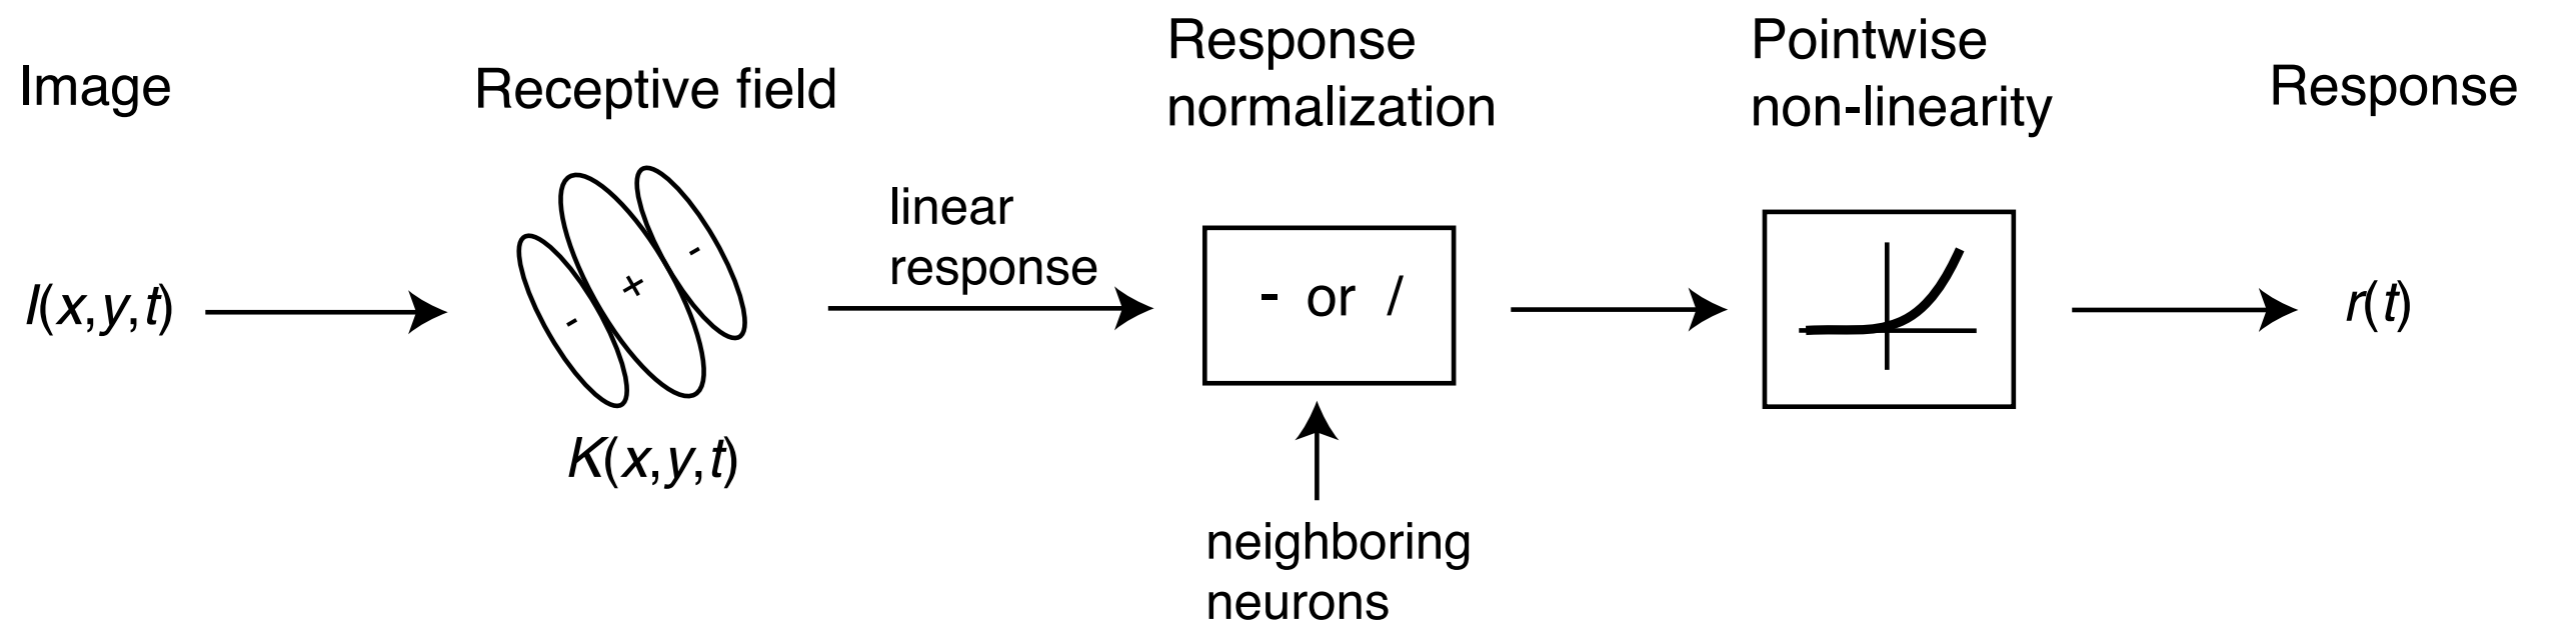 Image
Receptive field
Response
normalization
Pointwise
non-linearity
Response
I(x,y,t)
-
+
-
K(x,y,t)
linear
response
- or /
neighboring
neurons
r(t)